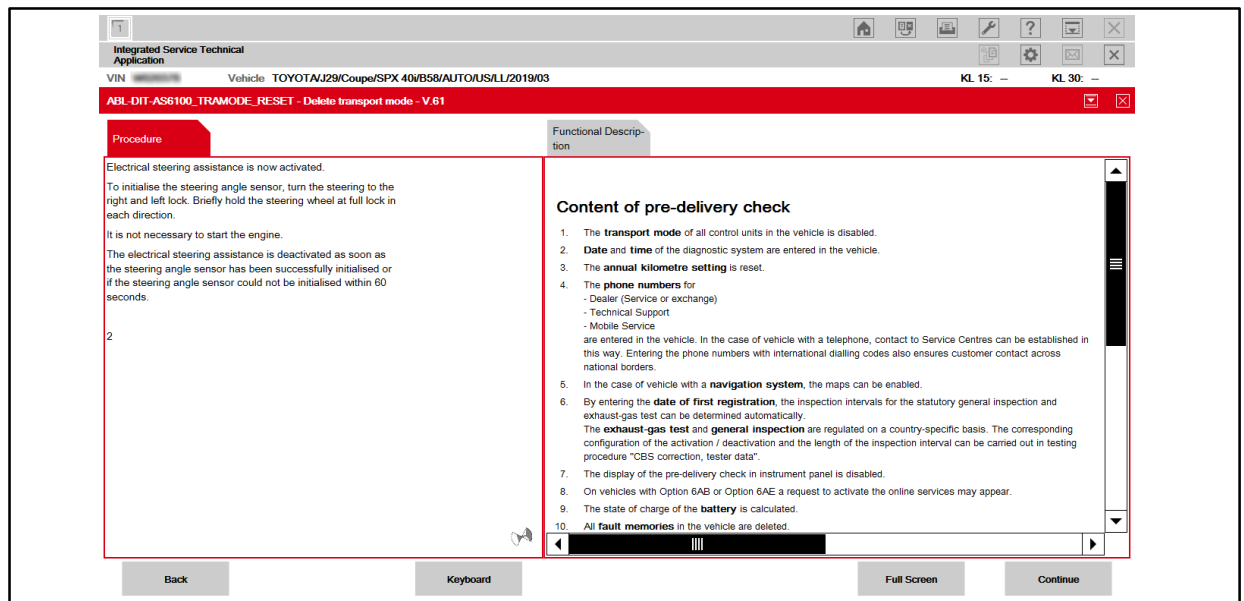 1
?
Integrated Service Technical
Application
VIN Vehicle TOYOTA/J29/Coupe/SPX 40i/B58/AUTO/US/LL/2019/03 KL 15: – KL 30: –
ABL-DIT-AS6100_TRAMODE_RESET - Delete transport mode - V.61
Procedure
Functional Descrip-
tion
Electrical steering assistance is now activated.
To initialise the steering angle sensor, turn the steering to the
right and left lock. Briefly hold the steering wheel at full lock in
each direction.
It is not necessary to start the engine.
The electrical steering assistance is deactivated as soon as
the steering angle sensor has been successfully initialised or
if the steering angle sensor could not be initialised within 60
seconds.
2
Content of pre-delivery check
1. The transport mode of all control units in the vehicle is disabled.
2. Date and time of the diagnostic system are entered in the vehicle.
3. The annual kilometre setting is reset.
4. The phone numbers for
- Dealer (Service or exchange)
- Technical Support
- Mobile Service
are entered in the vehicle. In the case of vehicle with a telephone, contact to Service Centres can be established in
this way. Entering the phone numbers with international dialling codes also ensures customer contact across
national borders.
5. In the case of vehicle with a navigation system, the maps can be enabled.
6. By entering the date of first registration, the inspection intervals for the statutory general inspection and
exhaust-gas test can be determined automatically.
The exhaust-gas test and general inspection are regulated on a country-specific basis. The corresponding
configuration of the activation / deactivation and the length of the inspection interval can be carried out in testing
procedure "CBS correction, tester data".
7. The display of the pre-delivery check in instrument panel is disabled.
8. On vehicles with Option 6AB or Option 6AE a request to activate the online services may appear.
9. The state of charge of the battery is calculated.
10. All fault memories in the vehicle are deleted.
Back Keyboard Full Screen Continue